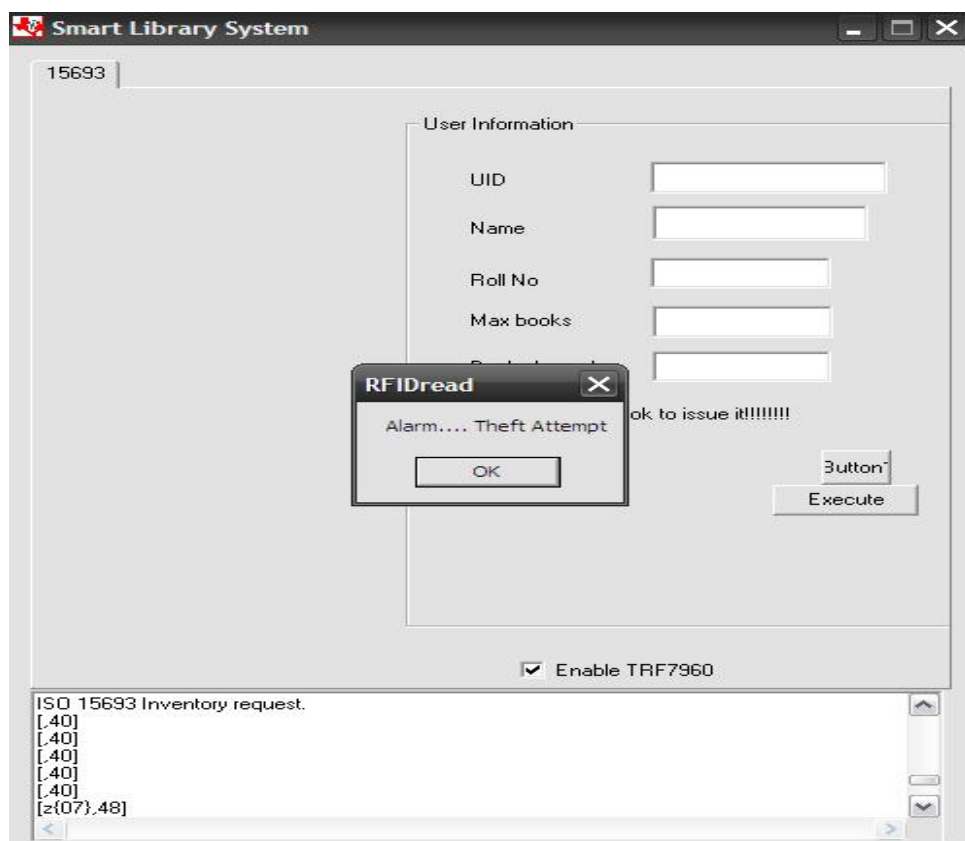 Smart Library System
15693
User Information
UID
Name
Roll No
Max books
RFIDread
Alarm.... Theft Attempt
OK
ok to issue it!!!!!!!!
Button
Execute
Enable TRF7960
ISO 15693 Inventory request.
[,40]
[,40]
[,40]
[,40]
[,40]
[z{07},48]